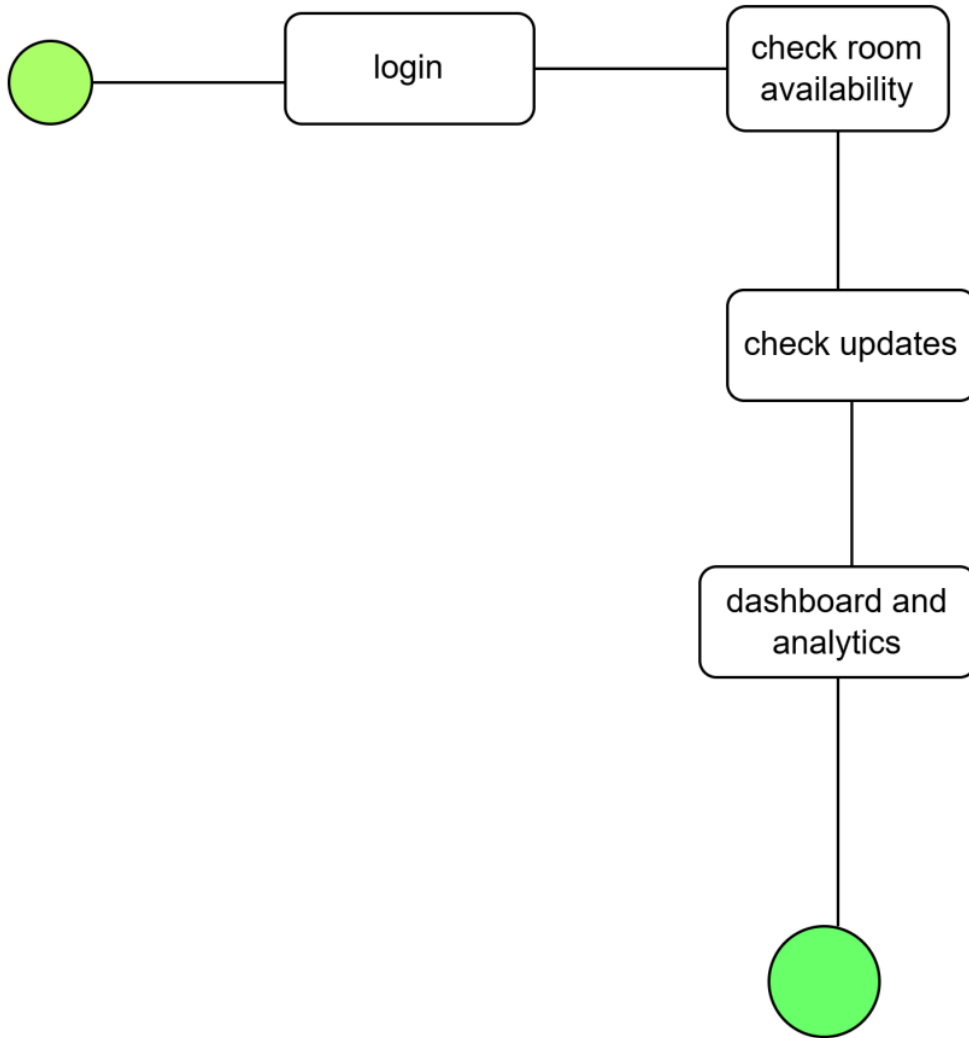 login
check room
availability
check updates
dashboard and
analytics